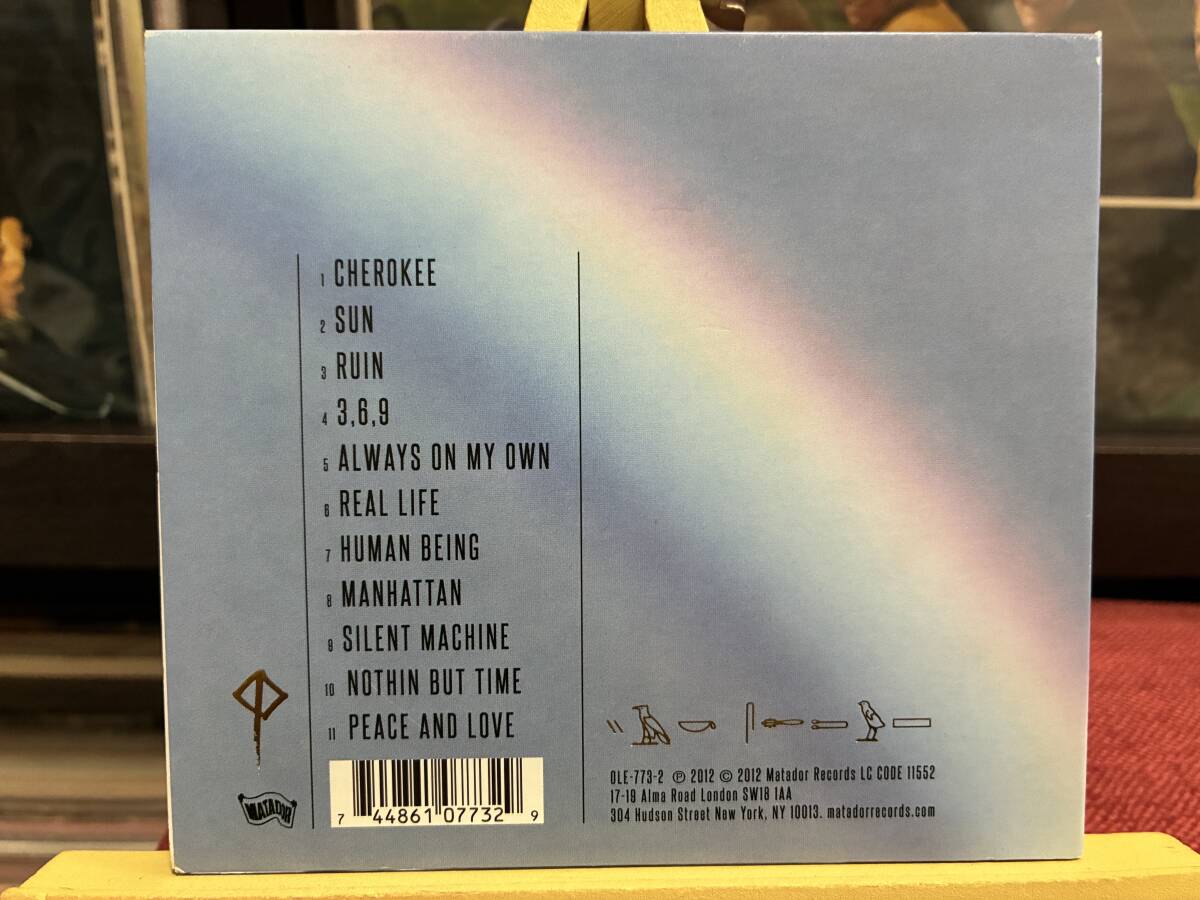 1 CHEROKEE
2 SUN
3 RUIN
4 3,6,9
5 ALWAYS ON MY OWN
6 REAL LIFE
7 HUMAN BEING
8 MANHATTAN
9 SILENT MACHINE
10 NOTHIN BUT TIME
11 PEACE AND LOVE
MATADOR
7 44861 07732 9
OLE-773-2 ℗ 2012 © 2012 Matador Records LC CODE 11552
17-19 Alma Road London SW18 1AA
304 Hudson Street New York, NY 10013. matadorrecords.com